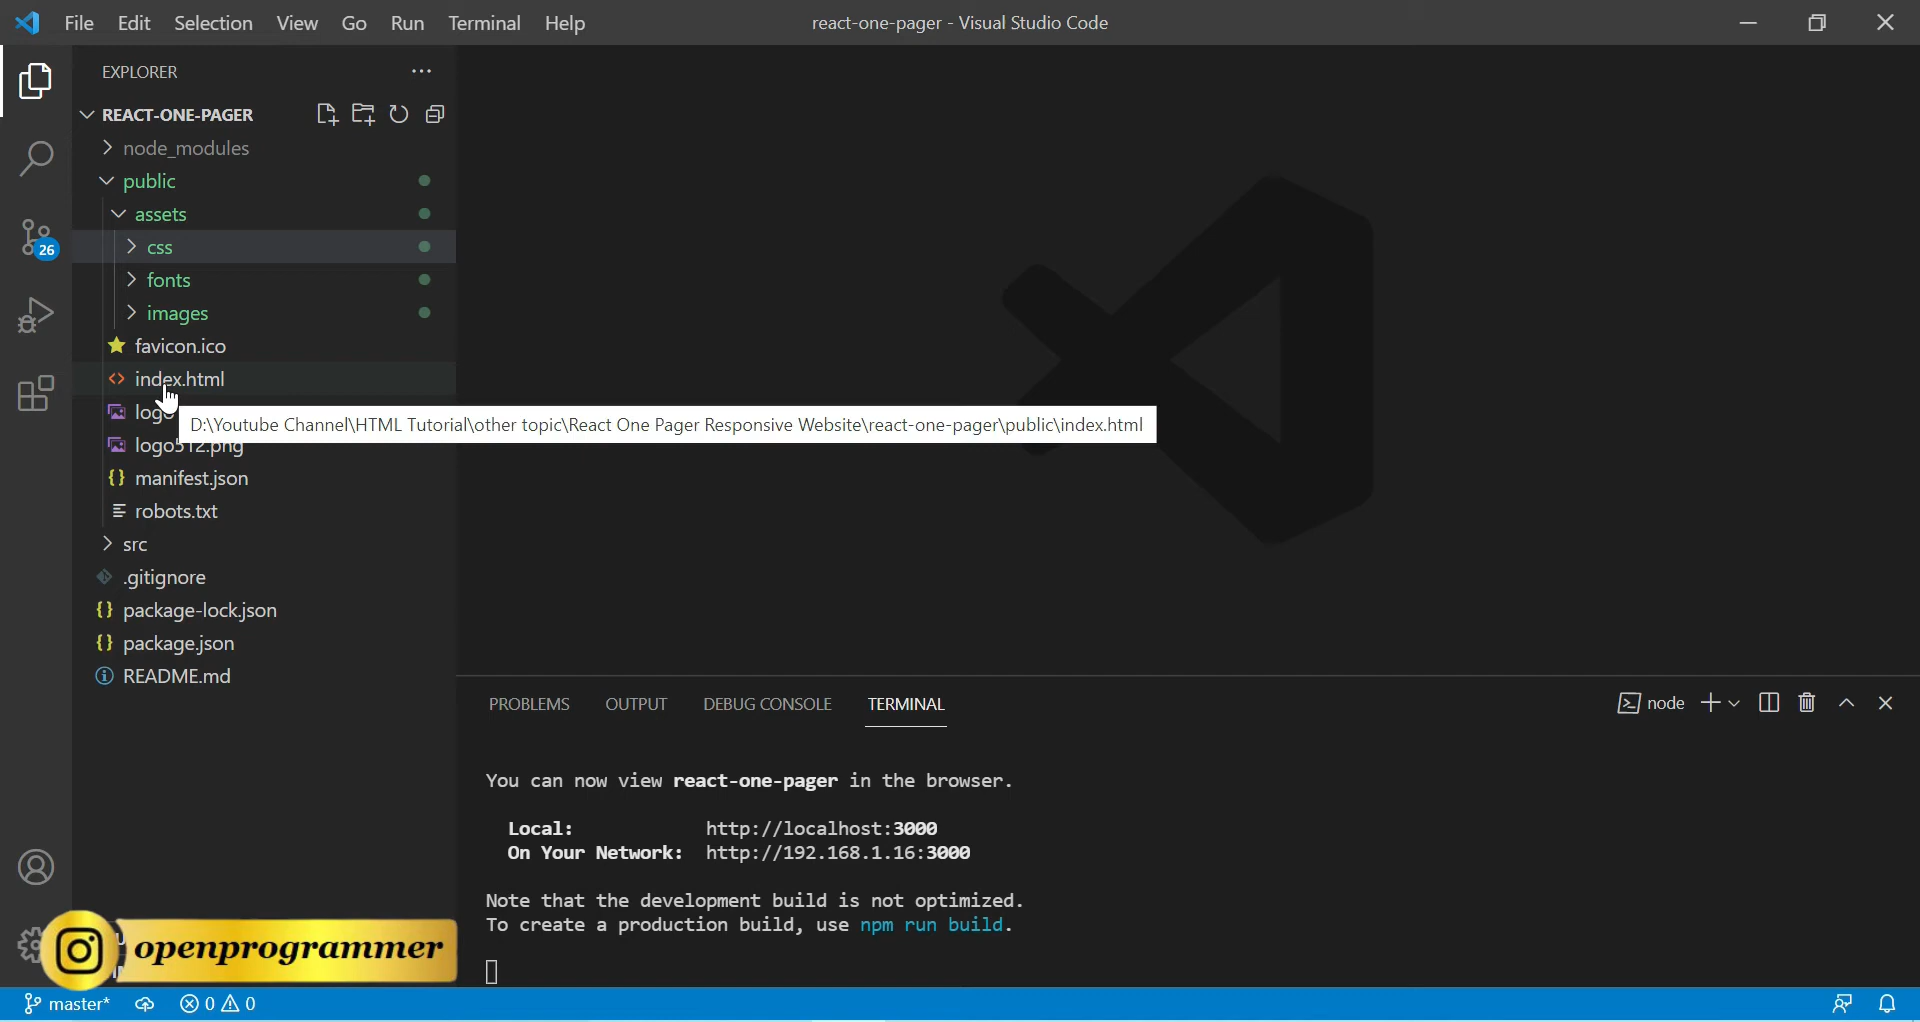 File Edit Selection View Go Run Terminal Help
react-one-pager - Visual Studio Code
EXPLORER
REACT-ONE-PAGER
node_modules
public
assets
css
fonts
images
favicon.ico
index.html
D:\Youtube Channel\HTML Tutorial\other topic\React One Pager Responsive Website\react-one-pager\public\index.html
logo512.png
manifest.json
robots.txt
src
.gitignore
package-lock.json
package.json
README.md
26
PROBLEMS OUTPUT DEBUG CONSOLE TERMINAL
node
You can now view react-one-pager in the browser.
Local: http://localhost:3000
On Your Network: http://192.168.1.16:3000
Note that the development build is not optimized.
To create a production build, use npm run build.
openprogrammer
master* 0 0